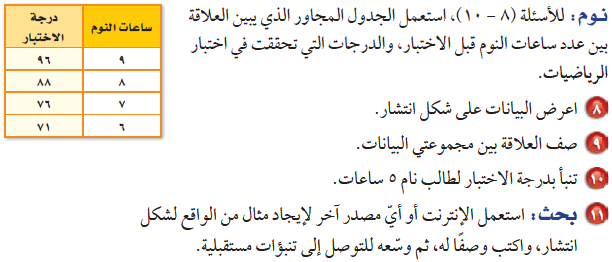 نوم: للأسئلة (٨ - ١٠)، استعمل الجدول المجاور الذي يبين العلاقة
بين عدد ساعات النوم قبل الاختبار، والدرجات التي تحققت في اختبار
الرياضيات.
ساعات النوم درجة الاختبار
٩ ٩٦
٨ ٨٨
٧ ٧٦
٦ ٧١
٨ اعرض البيانات على شكل انتشار.
٩ صف العلاقة بين مجموعتي البيانات.
١٠ تنبأ بدرجة الاختبار لطالب نام ٥ ساعات.
١١ بحث: استعمل الإنترنت أو أيّ مصدر آخر لإيجاد مثال من الواقع لشكل
انتشار، واكتب وصفًا له، ثم وسّعه للتوصل إلى تنبؤات مستقبلية.